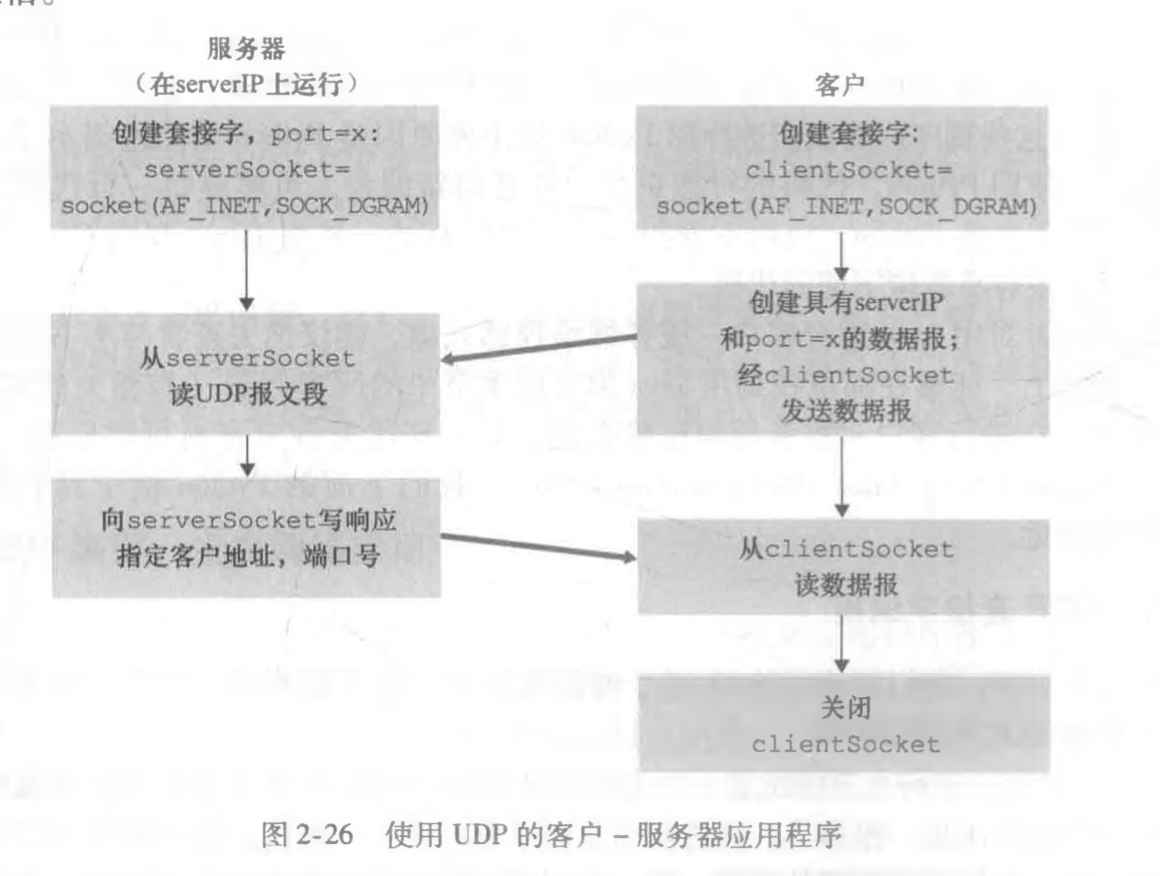 服务器
（在serverIP上运行）
创建套接字，port=x:
serverSocket=
socket(AF_INET,SOCK_DGRAM)
从serverSocket
读UDP报文段
向serverSocket写响应
指定客户地址，端口号
客户
创建套接字:
clientSocket=
socket(AF_INET,SOCK_DGRAM)
创建具有serverIP
和port=x的数据报；
经clientSocket
发送数据报
从clientSocket
读数据报
关闭
clientSocket
图 2-26 使用 UDP 的客户－服务器应用程序